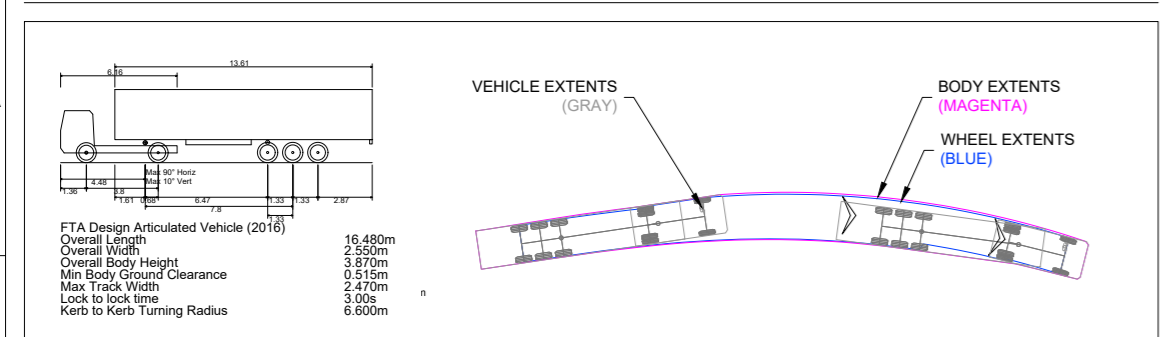 13.61
6.16
Max 90° Horiz
Max 10° Vert
4.48
1.36 3.8
1.61 0.68 6.47 1.33 1.33 2.87
7.8
1.33
FTA Design Articulated Vehicle (2016)
Overall Length 16.480m
Overall Width 2.550m
Overall Body Height 3.870m
Min Body Ground Clearance 0.515m
Max Track Width 2.470m
Lock to lock time 3.00s
Kerb to Kerb Turning Radius 6.600m
n
VEHICLE EXTENTS
(GRAY)
BODY EXTENTS
(MAGENTA)
WHEEL EXTENTS
(BLUE)